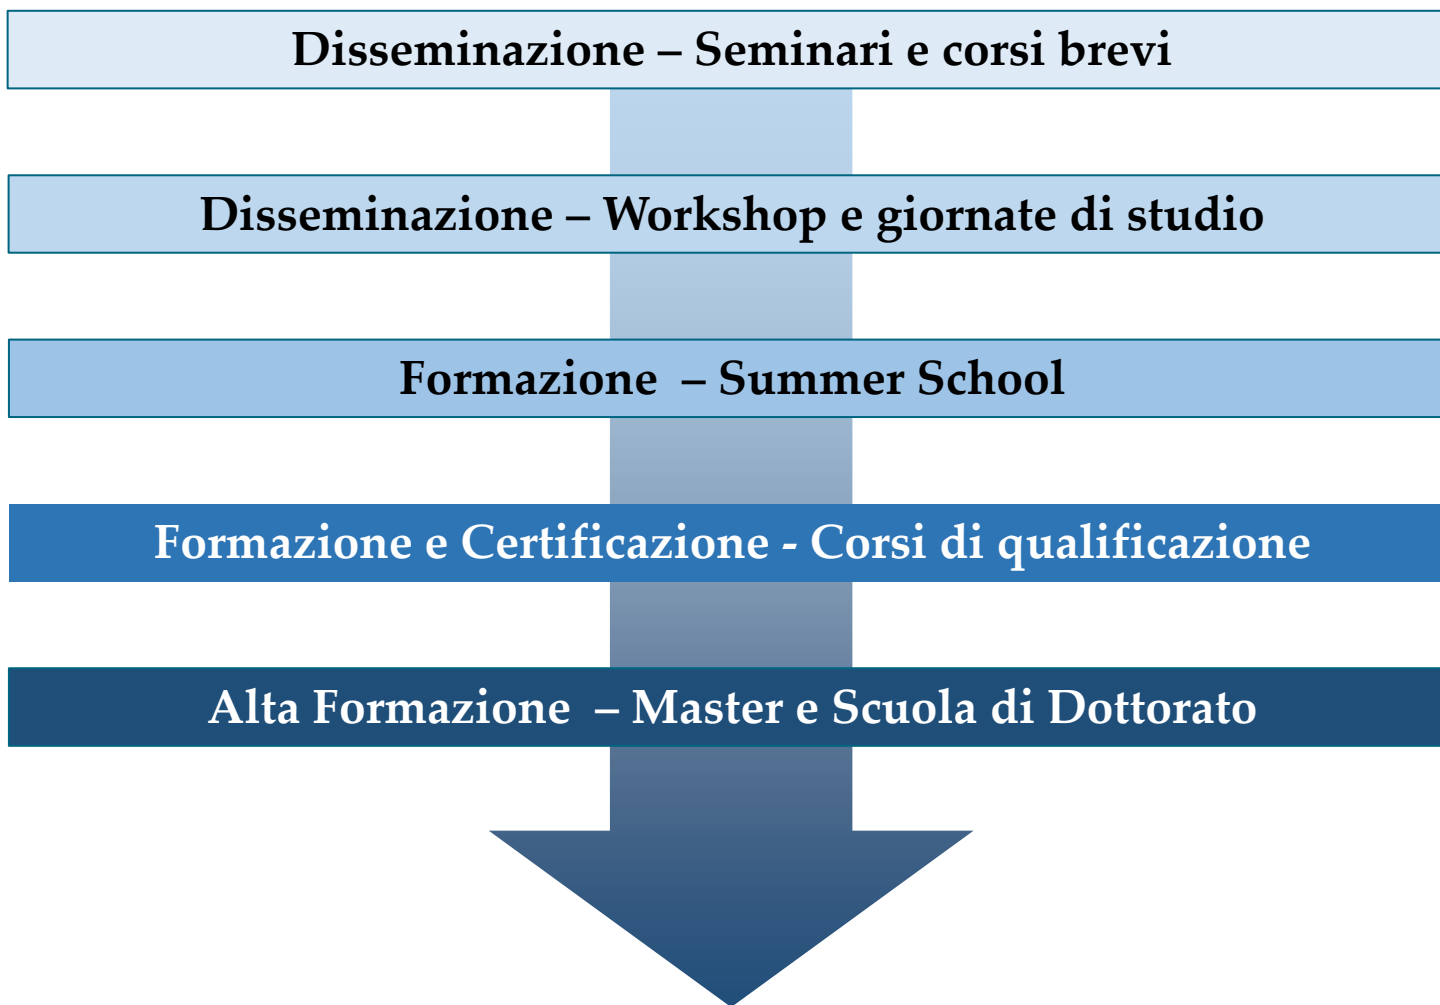 Disseminazione – Seminari e corsi brevi
Disseminazione – Workshop e giornate di studio
Formazione – Summer School
Formazione e Certificazione - Corsi di qualificazione
Alta Formazione – Master e Scuola di Dottorato